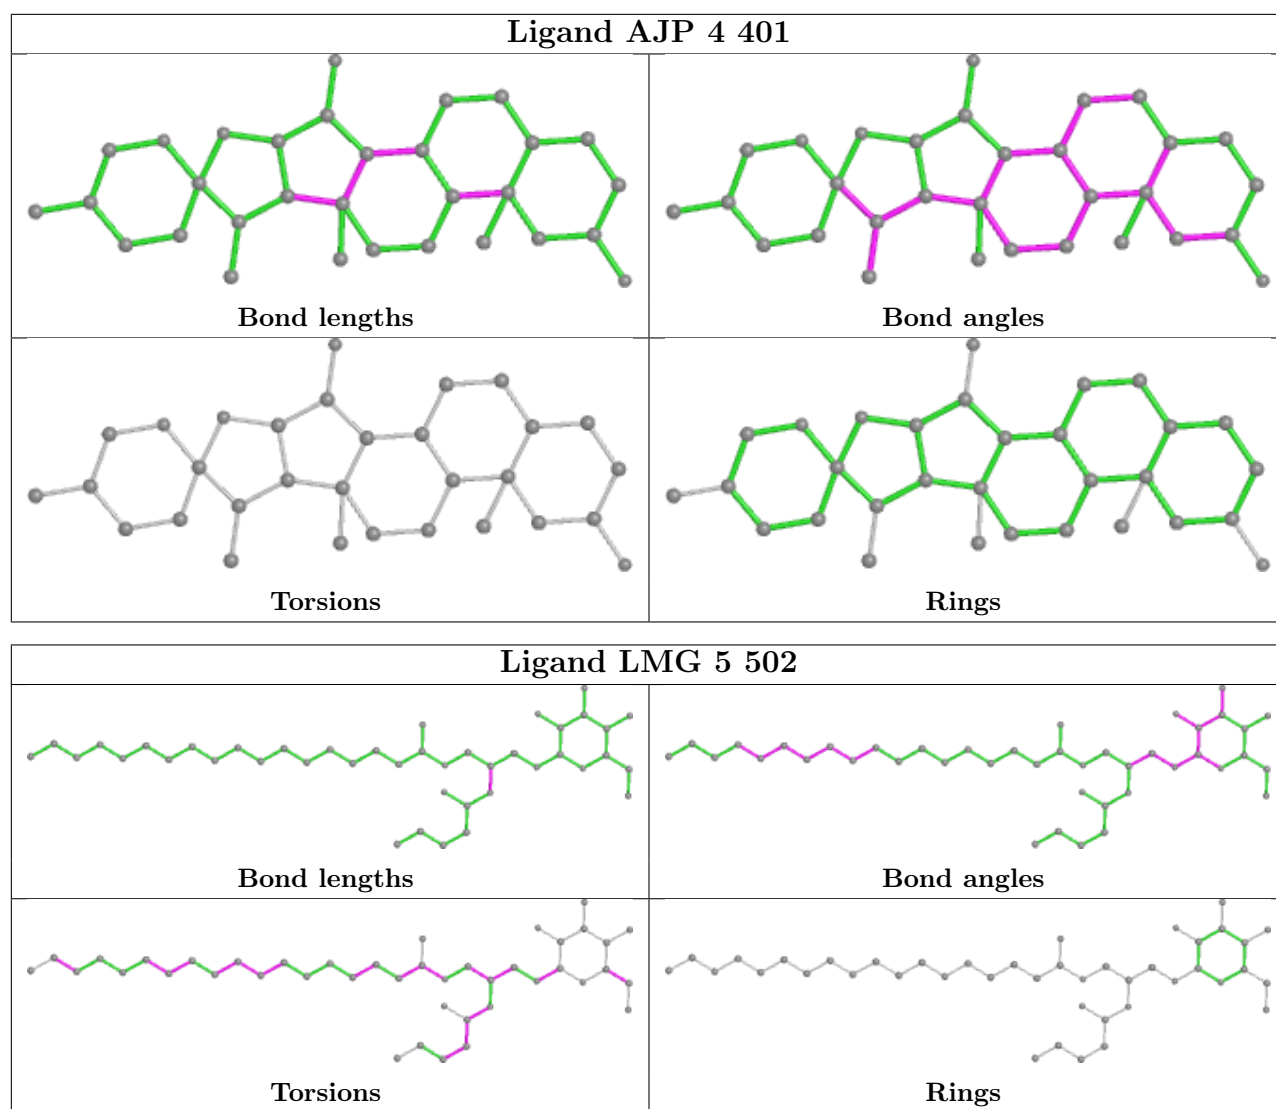 Ligand AJP 4 401
Bond lengths
Bond angles
Torsions
Rings
Ligand LMG 5 502
Bond lengths
Bond angles
Torsions
Rings